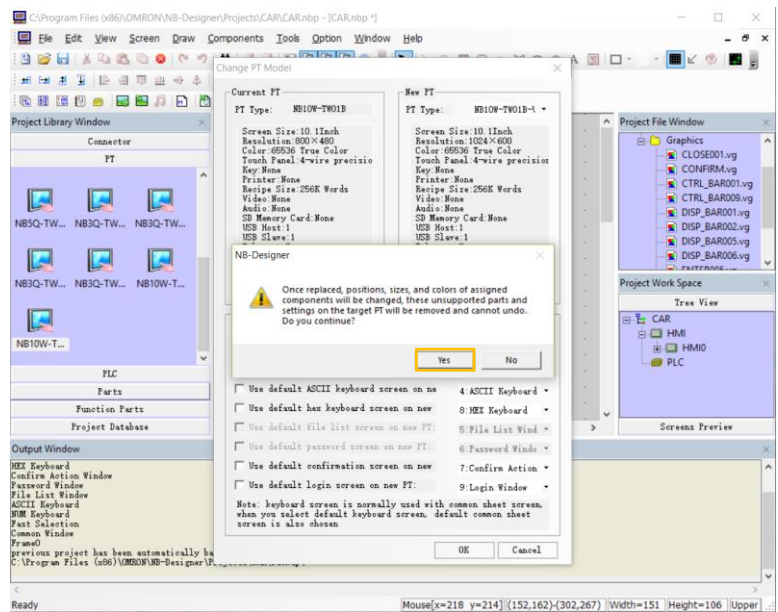 C:\Program Files (x86)\OMRON\NB-Designer\Projects\CAR\CAR.nbp - [CAR.nbp *]
File Edit View Screen Draw Components Tools Option Window Help
Project Library Window
Connector
PT
NB5Q-TW... NB3Q-TW... NB3Q-TW...
NB3Q-TW... NB3Q-TW... NB10W-T...
NB10W-T...
PLC
Parts
Function Parts
Project Database
Change PT Model
Current PT
PT Type: NB10W-TW01B
Screen Size:10.1Inch
Resolution:800×480
Color:65536 True Color
Touch Panel:4-wire precisio
Key:None
Printer:None
Recipe Size:256K Words
Video:None
Audio:None
SD Memory Card:None
USB Host:1
USB Slave:1
New PT
PT Type: NB10W-TW01B-\
Screen Size:10.1Inch
Resolution:1024×600
Color:65536 True Color
Touch Panel:4-wire precision
Key:None
Printer:None
Recipe Size:256K Words
Video:None
Audio:None
SD Memory Card:None
USB Host:1
USB Slave:1
NB-Designer
Once replaced, positions, sizes, and colors of assigned
components will be changed, these unsupported parts and
settings on the target PT will be removed and cannot undo.
Do you continue?
Yes No
Use default ASCII keyboard screen on ne 4:ASCII Keyboard
Use default hex keyboard screen on new 8:HEX Keyboard
Use default file list screen on new PT: 5:File List Wind
Use default password screen on new PT: 6:Password Windo
Use default confirmation screen on new 7:Confirm Action
Use default login screen on new PT: 9:Login Window
Note: keyboard screen is normally used with common sheet screen,
when you select default keyboard screen, default common sheet
screen is also chosen
OK Cancel
Project File Window
Graphics
CLOSE001.vg
CONFIRM.vg
CTRL_BAR001.vg
CTRL_BAR009.vg
DISP_BAR001.vg
DISP_BAR002.vg
DISP_BAR005.vg
DISP_BAR006.vg
Project Work Space
Tree View
CAR
HMI
HMI0
PLC
Screens Preview
Output Window
HEX Keyboard
Confirm Action Window
Password Window
File List Window
ASCII Keyboard
NUM Keyboard
Fast Selection
Common Window
Frame0
previous project has been automatically ba
C:\Program Files (x86)\OMRON\NB-Designer\P
Ready Mouse[x=218 y=214] (152,162)-(302,267) Width=151 Height=106 Upper